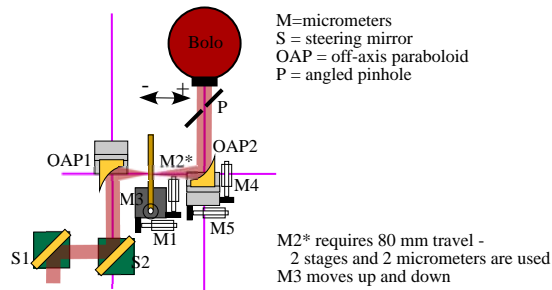 Bolo
M=micrometers
S = steering mirror
OAP = off-axis paraboloid
P = angled pinhole
- +
P
OAP1
M2*
OAP2
M3
M4
M1
M5
S1
S2
M2* requires 80 mm travel -
2 stages and 2 micrometers are used
M3 moves up and down